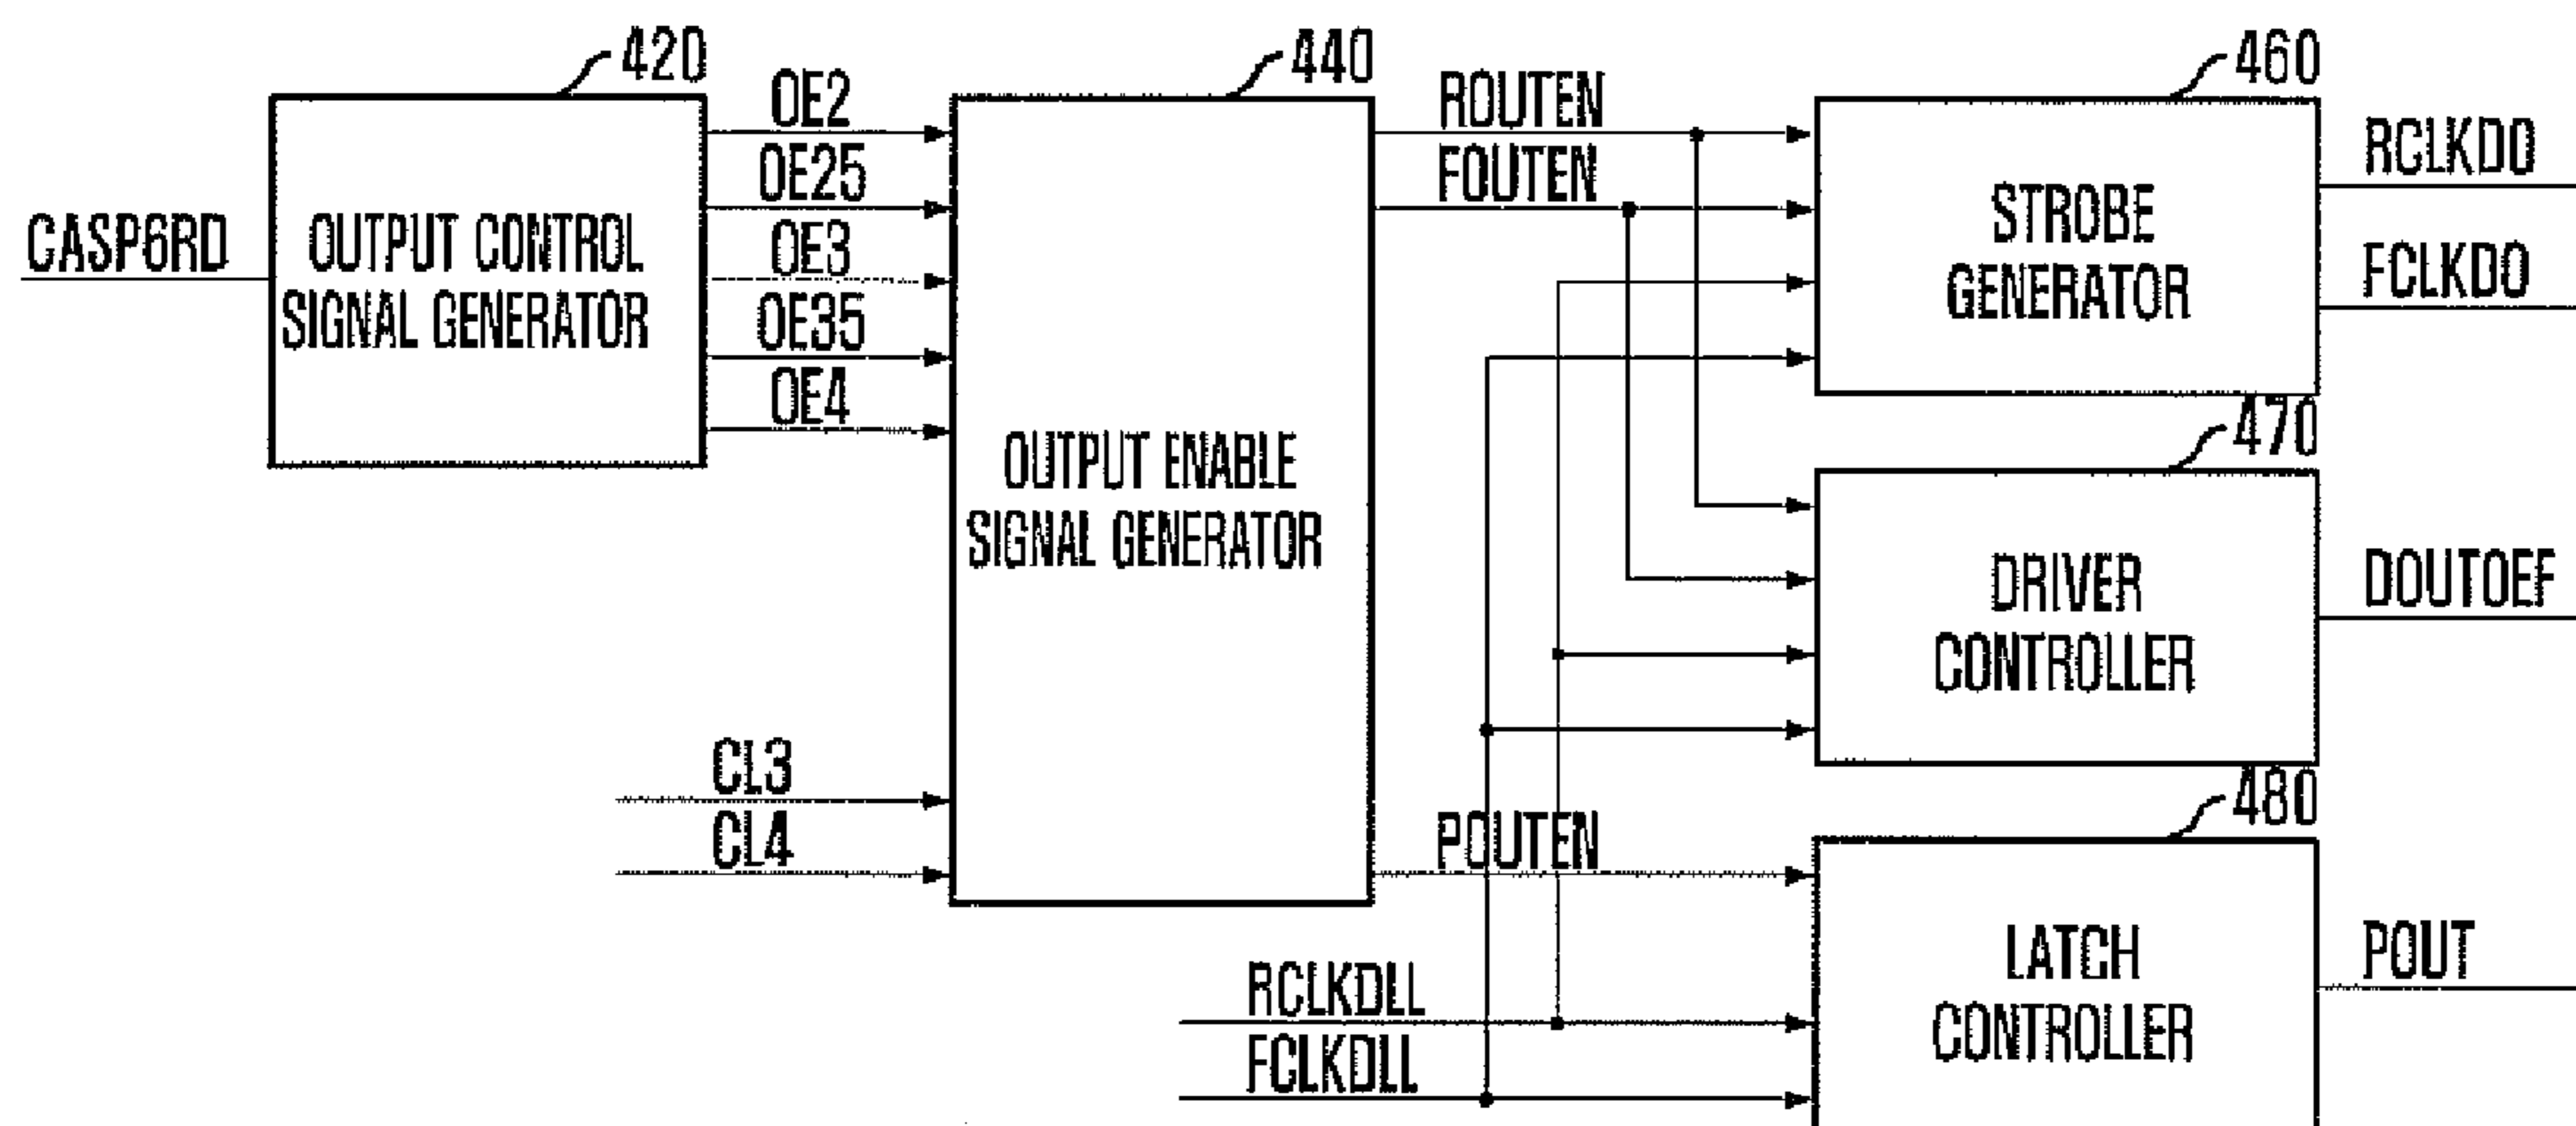 420
CASP6RD
OUTPUT CONTROL
SIGNAL GENERATOR
OE2
OE25
OE3
OE35
OE4
440
OUTPUT ENABLE
SIGNAL GENERATOR
CL3
CL4
ROUTEN
FOUTEN
POUTEN
RCLKDLL
FCLKDLL
460
STROBE
GENERATOR
RCLKDO
FCLKDO
470
DRIVER
CONTROLLER
DOUTOEF
480
LATCH
CONTROLLER
POUT